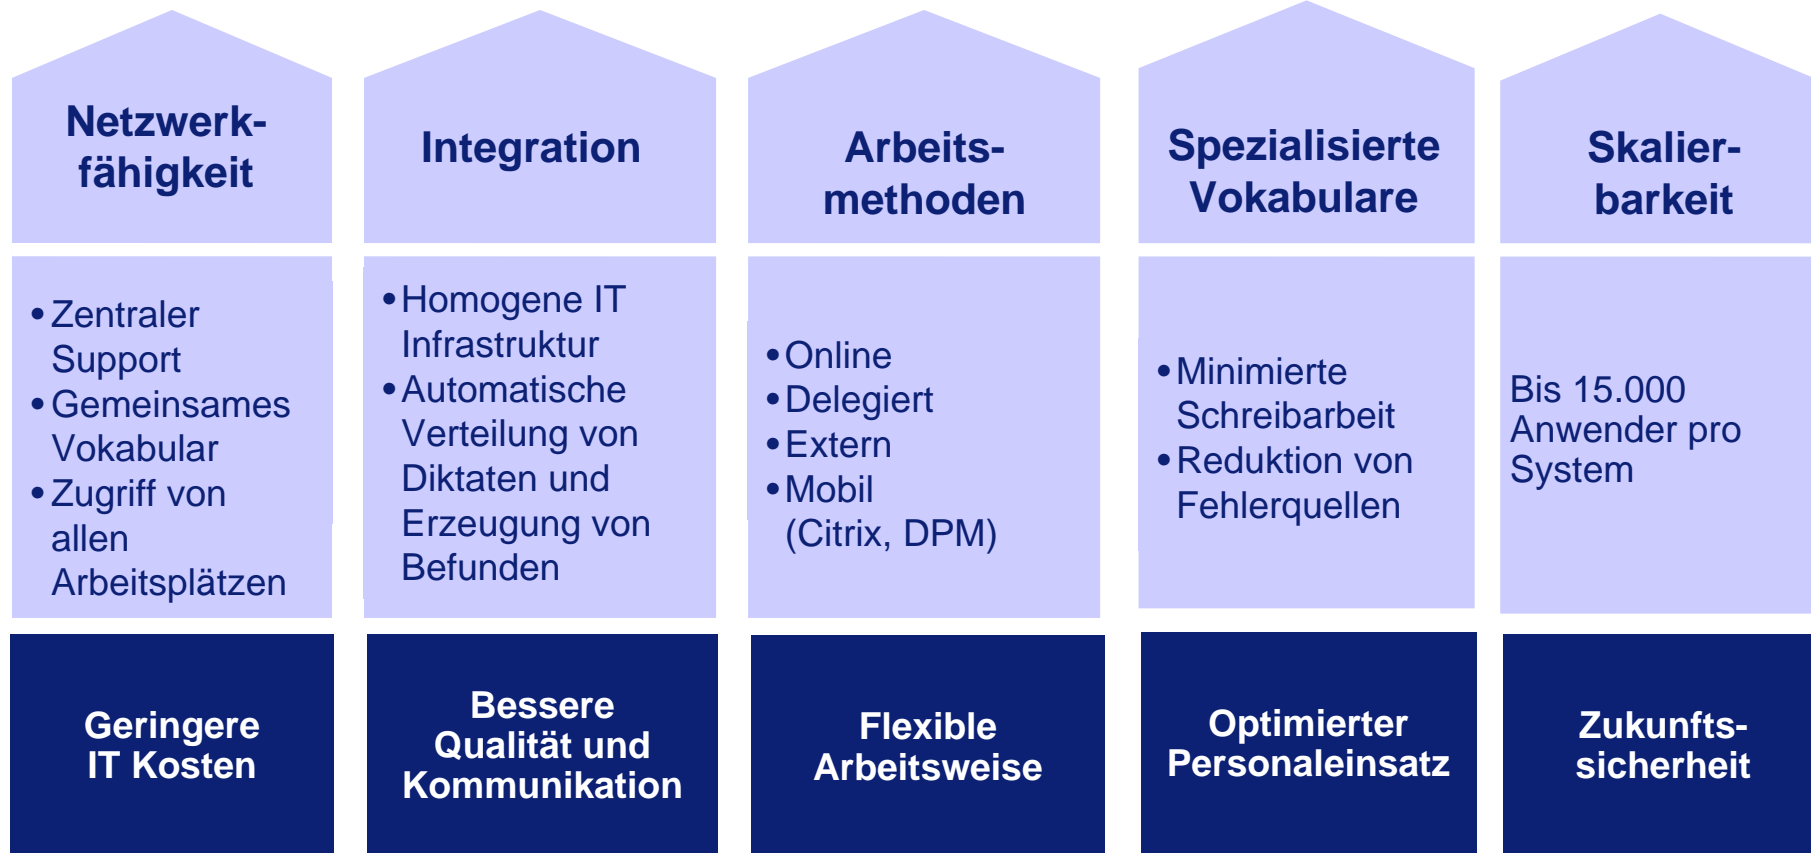 Netzwerk-
fähigkeit
• Zentraler
Support
• Gemeinsames
Vokabular
• Zugriff von
allen
Arbeitsplätzen
Geringere
IT Kosten
Integration
• Homogene IT
Infrastruktur
• Automatische
Verteilung von
Diktaten und
Erzeugung von
Befunden
Bessere
Qualität und
Kommunikation
Arbeits-
methoden
• Online
• Delegiert
• Extern
• Mobil
(Citrix, DPM)
Flexible
Arbeitsweise
Spezialisierte
Vokabulare
• Minimierte
Schreibarbeit
• Reduktion von
Fehlerquellen
Optimierter
Personaleinsatz
Skalier-
barkeit
Bis 15.000
Anwender pro
System
Zukunfts-
sicherheit